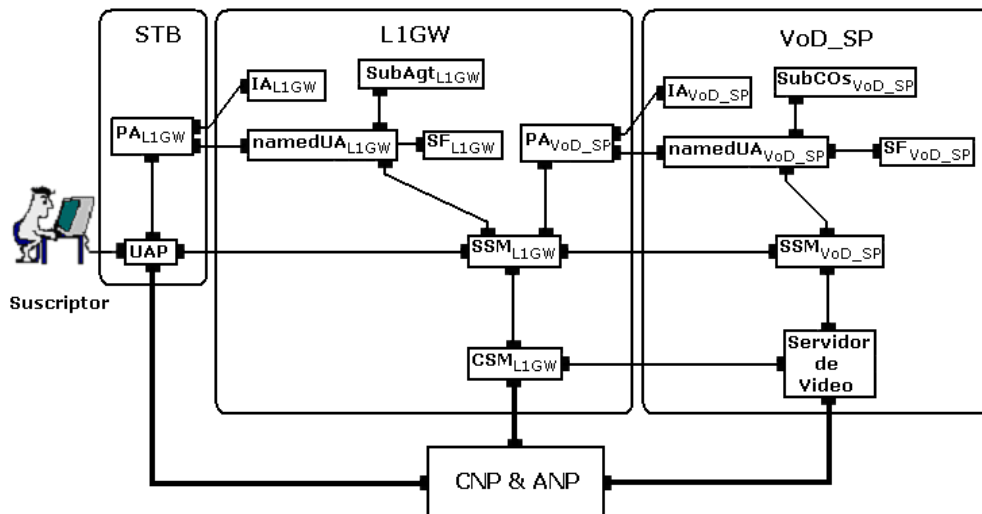 STB
L1GW
VoD_SP
IAL1GW
SubAgtL1GW
IAVoD_SP
SubCOsVoD_SP
PAL1GW
namedUAL1GW
SFL1GW
PAVoD_SP
namedUAVoD_SP
SFVoD_SP
UAP
SSML1GW
SSMVoD_SP
Suscriptor
CSML1GW
Servidor
de
Video
CNP & ANP